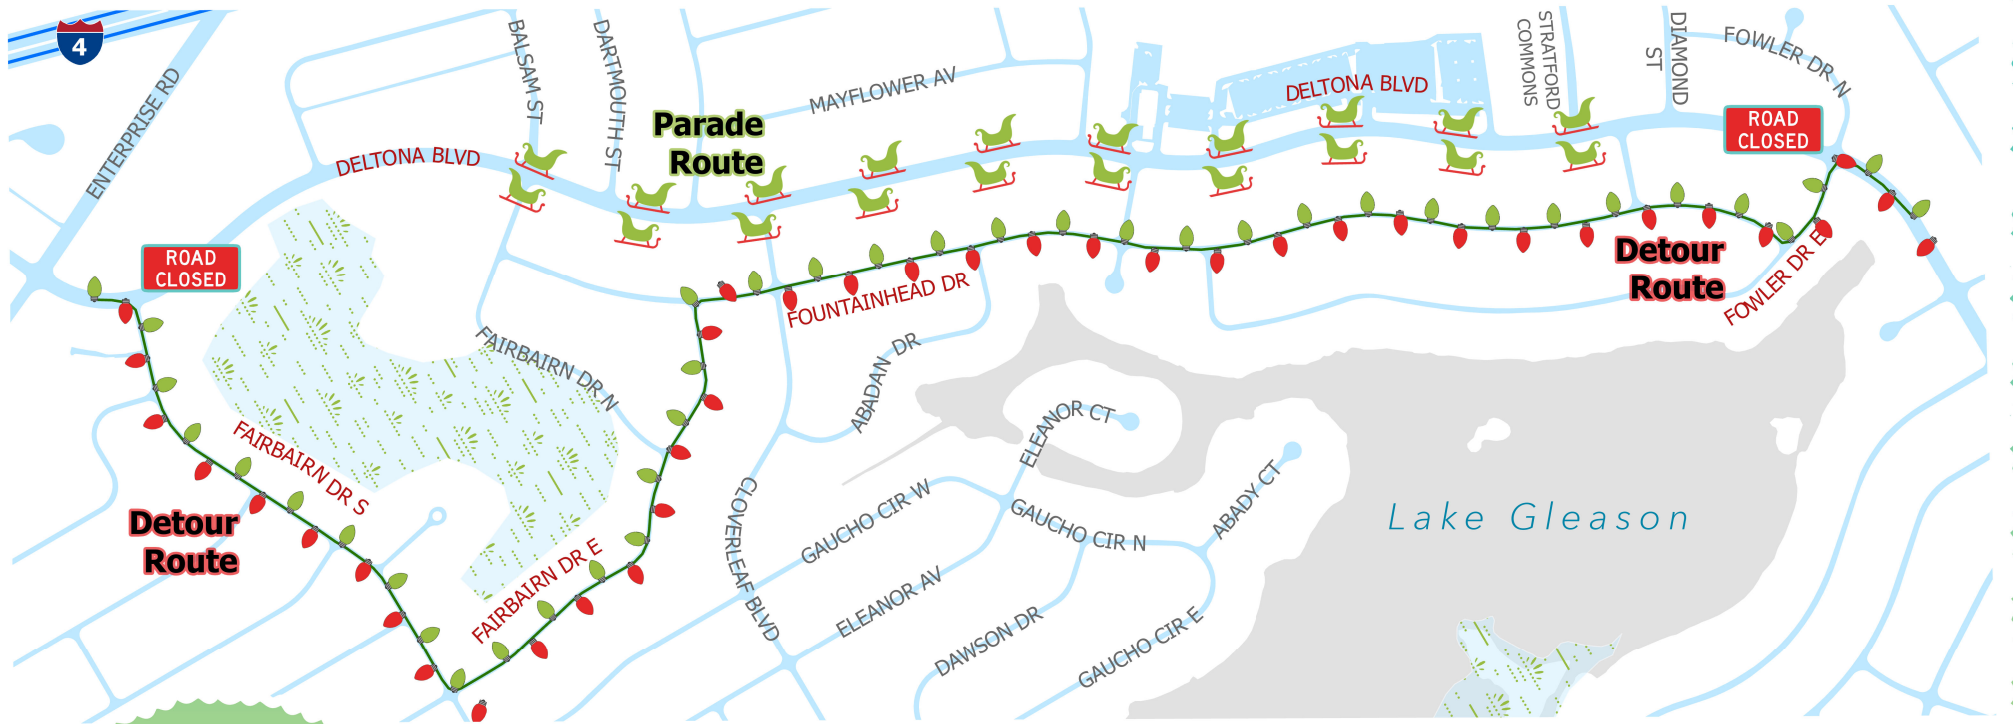 4
ENTERPRISE RD
BALSAM ST
DARTMOUTH ST
MAYFLOWER AV
DELTONA BLVD
STRATFORD
COMMONS
DIAMOND
ST
FOWLER DR N
Parade
Route
ROAD
CLOSED
DELTONA BLVD
ROAD
CLOSED
Detour
Route
FOWLER DR E
FOUNTAINHEAD DR
FAIRBAIRN DR N
ABADAN DR
ELEANOR CT
FAIRBAIRN DR S
Detour
Route
CLOVERLEAF BLVD
GAUCHO CIR W
GAUCHO CIR N
ABADY CT
Lake Gleason
FAIRBAIRN DR E
ELEANOR AV
DAWSON DR
GAUCHO CIR E